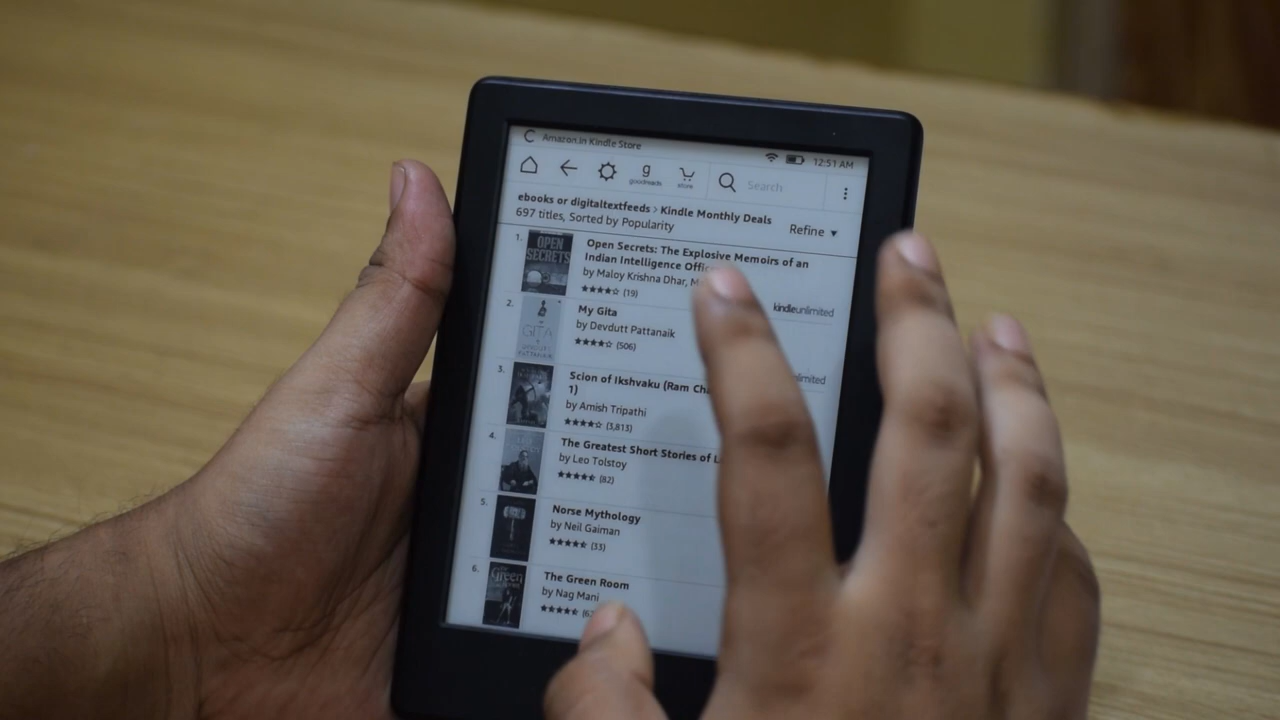 Amazon.in Kindle Store
12:51 AM
goodreads
store
Search
ebooks or digitaltextfeeds > Kindle Monthly Deals
697 titles, Sorted by Popularity
Refine ▼
1.
OPEN
SECRETS
Open Secrets: The Explosive Memoirs of an
Indian Intelligence
by Maloy Krishna Dhar,
(19)
kindleunlimited
2.
GITA
My Gita
by Devdutt Pattanaik
(506)
3.
Scion of Ikshvaku (Ram
1)
by Amish Tripathi
(3,813)
4.
The Greatest Short Stories of
by Leo Tolstoy
(82)
5.
Norse Mythology
by Neil Gaiman
(33)
6.
The Green Room
by Nag Mani